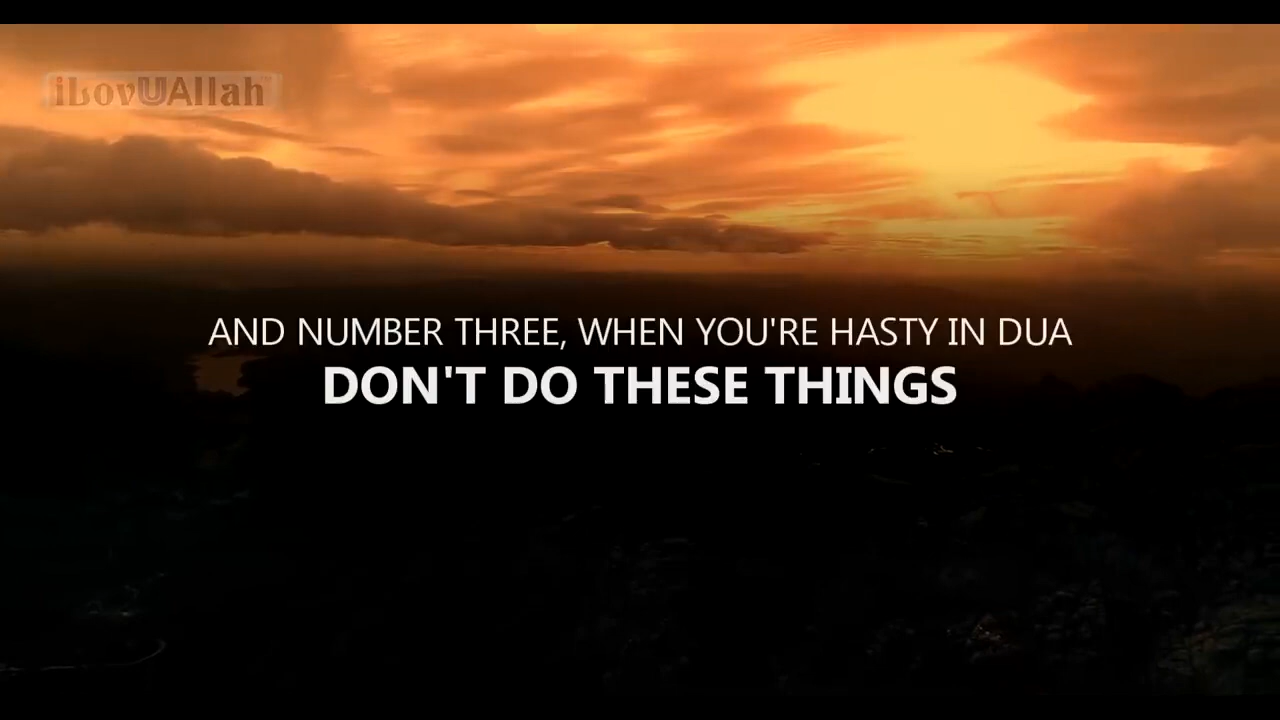 iLovUAllah
AND NUMBER THREE, WHEN YOU'RE HASTY IN DUA
DON'T DO THESE THINGS